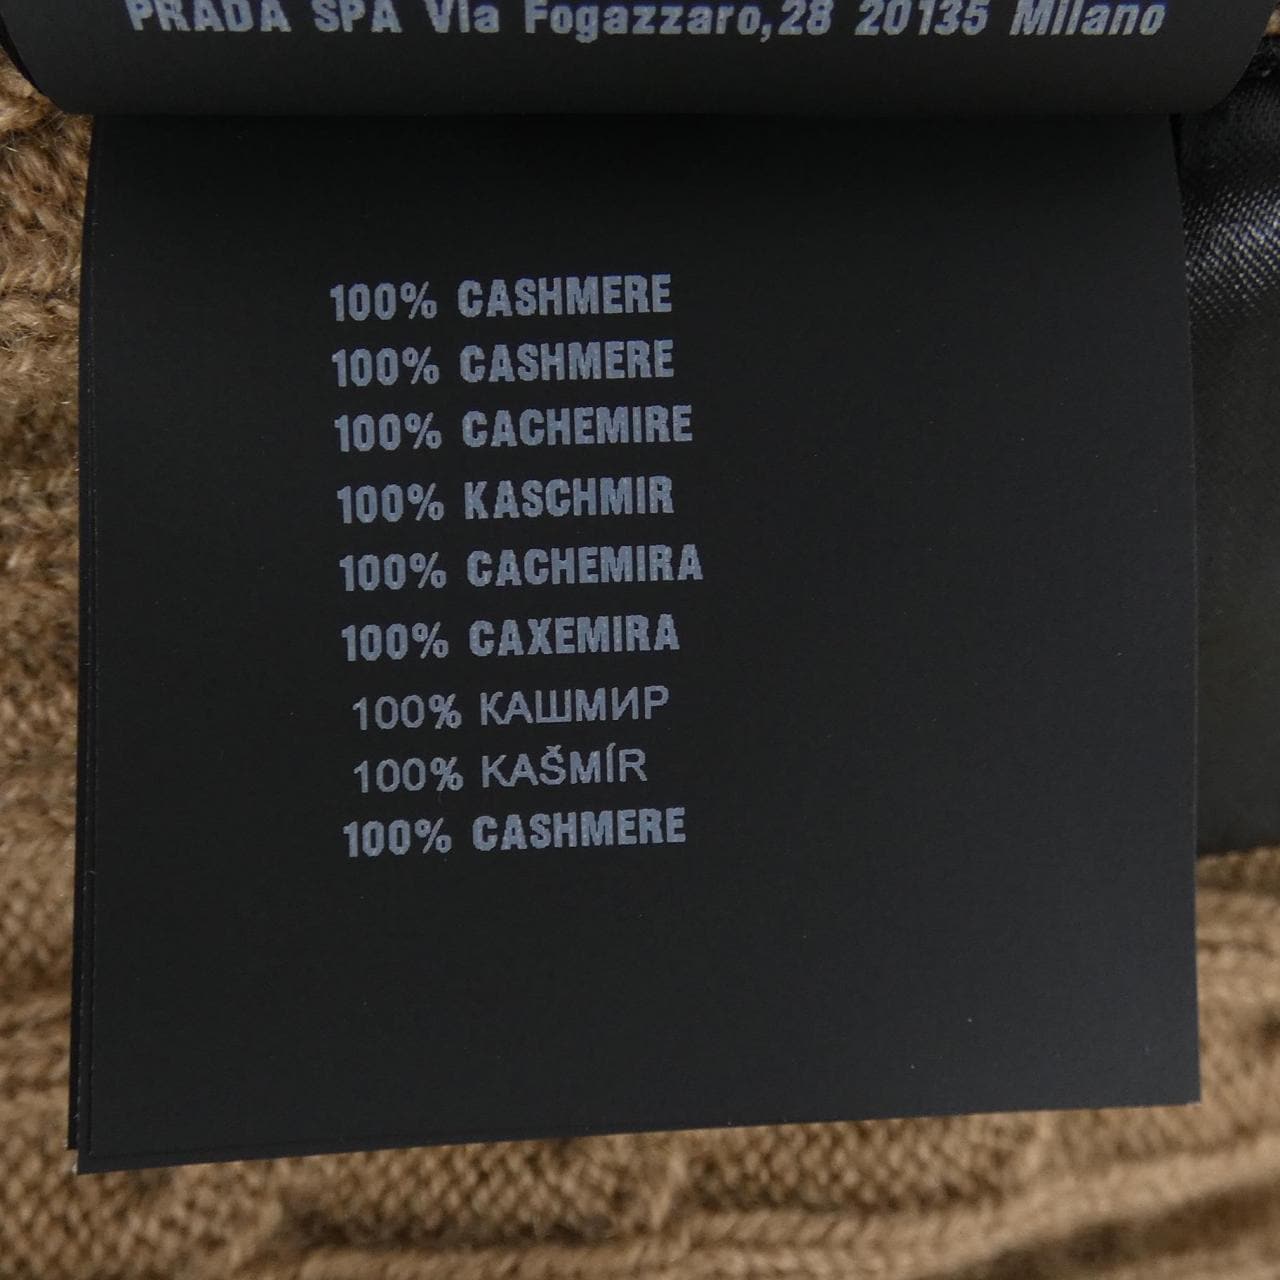 PRADA SPA Via Fogazzaro,28 20135 Milano
100% CASHMERE
100% CASHMERE
100% CACHEMIRE
100% KASCHMIR
100% CACHEMIRA
100% CAXEMIRA
100% КАШМИР
100% KAŠMÍR
100% CASHMERE